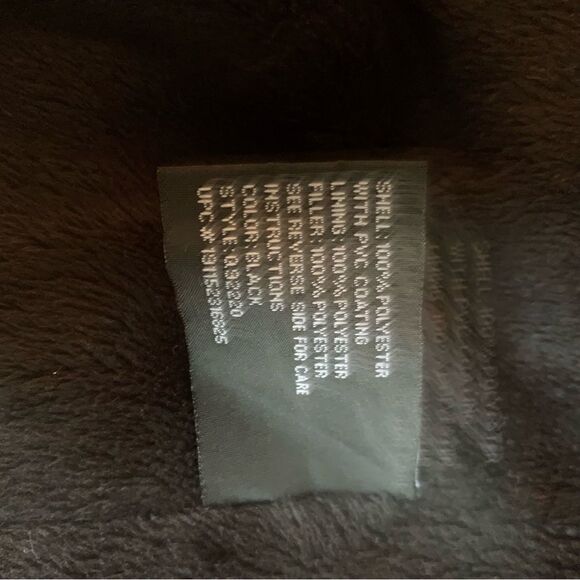 SHELL: 100% POLYESTER
WITH PVC COATING
LINING: 100% POLYESTER
FILLER: 100% POLYESTER
SEE REVERSE SIDE FOR CARE
INSTRUCTIONS
COLOR: BLACK
STYLE: Q92220
UPC# 191152316825